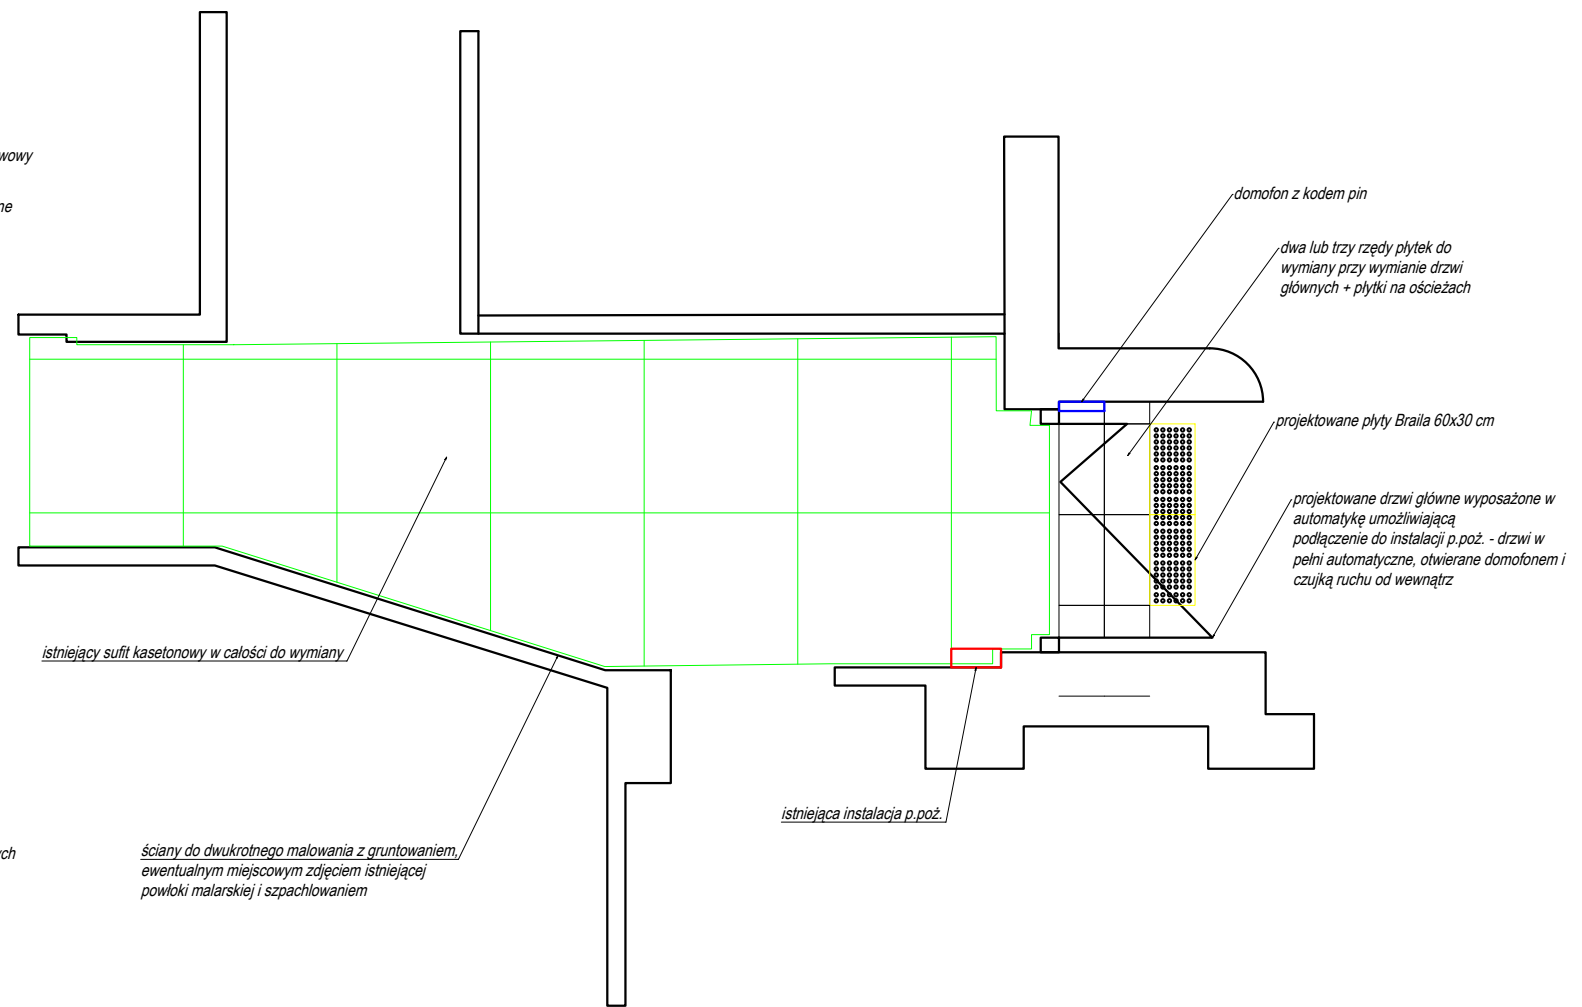 domofon z kodem pin
dwa lub trzy rzędy płytek do
wymiany przy wymianie drzwi
głównych + płytki na ościeżach
projektowane płyty Braila 60x30 cm
projektowane drzwi główne wyposażone w
automatykę umożliwiającą
podłączenie do instalacji p.poż. - drzwi w
pełni automatyczne, otwierane domofonem i
czujką ruchu od wewnątrz
istniejący sufit kasetonowy w całości do wymiany
istniejąca instalacja p.poż.
ściany do dwukrotnego malowania z gruntowaniem,
ewentualnym miejscowym zdjęciem istniejącej
powłoki malarskiej i szpachlowaniem